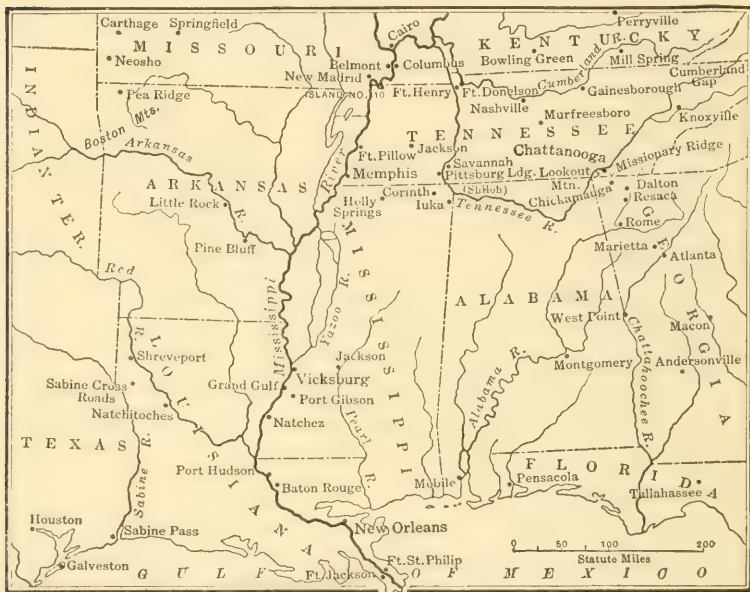 Carthage Springfield
Cairo
Perryville
MISSOURI
KENTUCKY
Neosho
Belmont
Columbus
Bowling Green
Cumberland R.
Mill Spring
New Madrid
Cumberland
Gap
INDIAN TER.
Pea Ridge
ISLAND NO. 10
Ft. Henry
Ft. Donelson
Gainesborough
Nashville
Boston Mts.
Murfreesboro
Knoxville
TENNESSEE
Arkansas R.
Ft. Pillow
Jackson
Chattanooga
Missionary Ridge
Savannah
Memphis
Pittsburg Ldg.
Lookout
Mtn.
ARKANSAS
(Shiloh)
Corinth
Chickamauga
Dalton
Little Rock
Holly
Springs
Iuka
Tennessee R.
Resaca
Rome
Pine Bluff
Marietta
Atlanta
Red R.
MISSISSIPPI
ALABAMA
GEORGIA
Mississippi River
Yazoo R.
West Point
Macon
Shreveport
Jackson
Alabama R.
Montgomery
Chattahoochee R.
Andersonville
Sabine Cross
Roads
Grand Gulf
Vicksburg
Port Gibson
Natchitoches
Natchez
Pearl R.
TEXAS
LOUISIANA
Sabine R.
Port Hudson
Baton Rouge
Mobile
Pensacola
FLORIDA
Tallahassee
Houston
Sabine Pass
New Orleans
0 50 100 200
Statute Miles
Galveston
Ft. St. Philip
Ft. Jackson
GULF OF MEXICO